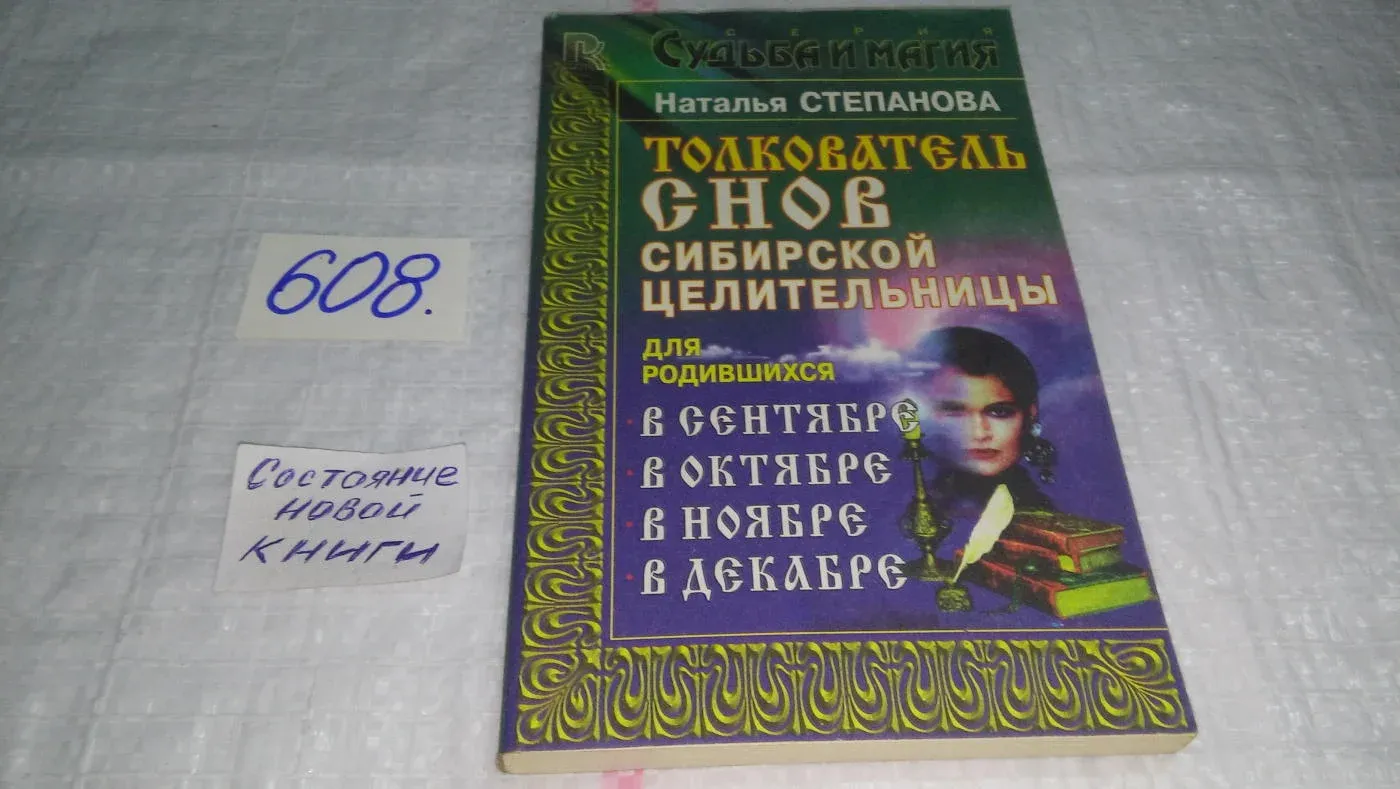 СЕРИЯ
СУДЬБА И МАГИЯ
Наталья СТЕПАНОВА
ТОЛКОВАТЕЛЬ
СНОВ
СИБИРСКОЙ
ЦЕЛИТЕЛЬНИЦЫ
ДЛЯ
РОДИВШИХСЯ
· В СЕНТЯБРЕ
· В ОКТЯБРЕ
· В НОЯБРЕ
· В ДЕКАБРЕ
608.
Состояние
новой
книги